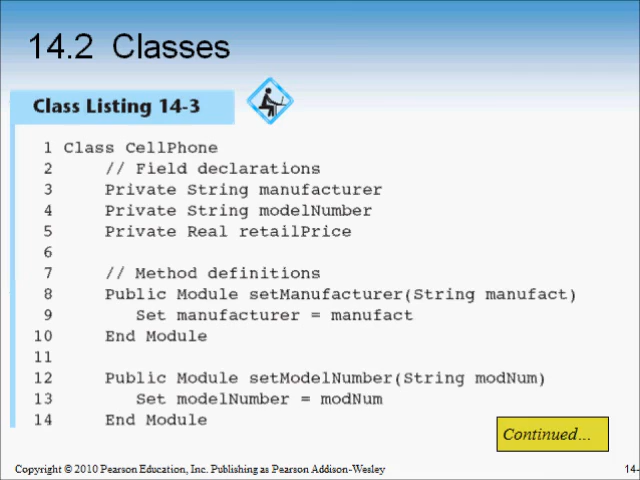 14.2 Classes
Class Listing 14-3
1 Class CellPhone
2 // Field declarations
3 Private String manufacturer
4 Private String modelNumber
5 Private Real retailPrice
6
7 // Method definitions
8 Public Module setManufacturer(String manufact)
9 Set manufacturer = manufact
10 End Module
11
12 Public Module setModelNumber(String modNum)
13 Set modelNumber = modNum
14 End Module
Continued…
Copyright © 2010 Pearson Education, Inc. Publishing as Pearson Addison-Wesley
14-